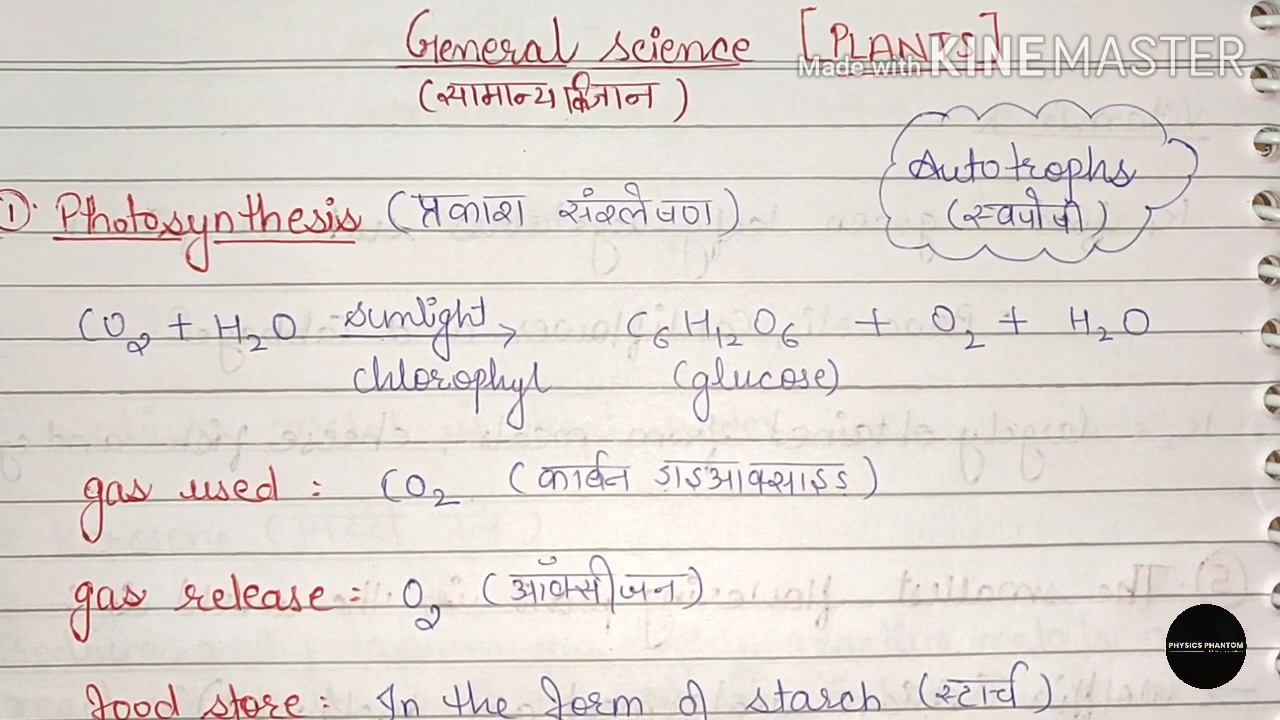 General science [PLANTS]
Made with KINEMASTER
(सामान्य विज्ञान)
Autotrophs
(स्वपोषी)
①. Photosynthesis (प्रकाश संश्लेषण)
CO₂ + H₂O sunlight → C₆H₁₂O₆ + O₂ + H₂O
chlorophyl (glucose)
gas used : CO₂ (कार्बन डाइआक्साइड)
gas release : O₂ (ऑक्सीजन)
PHYSICS PHANTOM
food store : In the form of starch (स्टार्च)